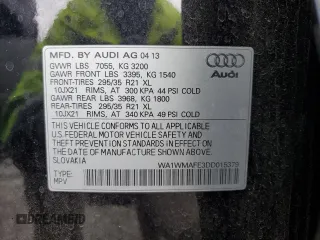 MFD. BY AUDI AG 04 13
GVWR LBS 7055, KG 3200
GAWR FRONT LBS 3395, KG 1540
FRONT-TIRES 295/35 R21 XL
10JX21 RIMS, AT 300 KPA 44 PSI COLD
GAWR REAR LBS 3968, KG 1800
REAR-TIRES 295/35 R21 XL
10JX21 RIMS, AT 340 KPA 49 PSI COLD
Audi
THIS VEHICLE CONFORMS TO ALL APPLICABLE
U.S. FEDERAL MOTOR VEHICLE SAFETY AND
BUMPER STANDARDS IN EFFECT ON THE DATE
OF MANUFACTURE SHOWN ABOVE.
SLOVAKIA
TYPE:
MPV